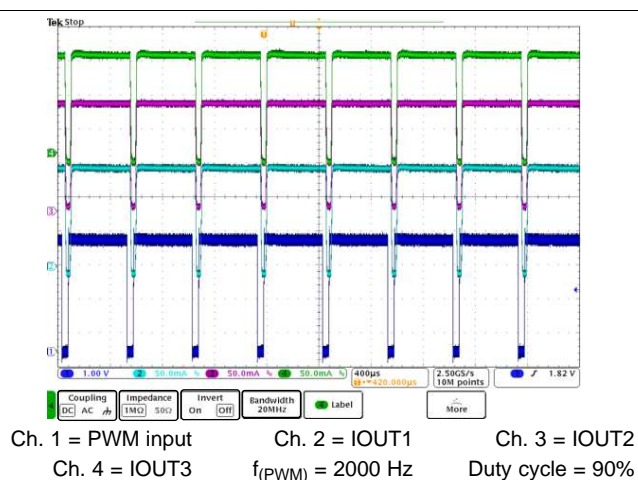 Tek Stop
T
4
3
2
1
1 1.00 V 2 50.0mA 3 50.0mA 4 50.0mA 400µs 2.50GS/s 1 1.82 V
420.000µs 10M points
Coupling Impedance Invert Bandwidth 4 Label More
DC AC 1MΩ 50Ω On Off 20MHz
Ch. 1 = PWM input Ch. 2 = IOUT1 Ch. 3 = IOUT2
Ch. 4 = IOUT3 f(PWM) = 2000 Hz Duty cycle = 90%